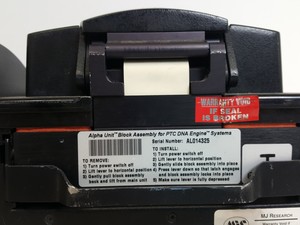 WARRANTY VOID
IF SEAL
IS BROKEN
Alpha Unit™ Block Assembly for PTC DNA Engine™ Systems
Serial Number: AL014325
TO REMOVE:
1) Turn power switch off
2) Lift lever to horizontal position
3) Gently pull block assembly
back and lift from main unit
TO INSTALL:
1) Turn power switch off
2) Lift lever to horizontal position
3) Gently slide block assembly into place
4) Press lever down so that latch engages
and block assembly locks into place
5) Make sure lever is fully depressed
MJ RESEARCH